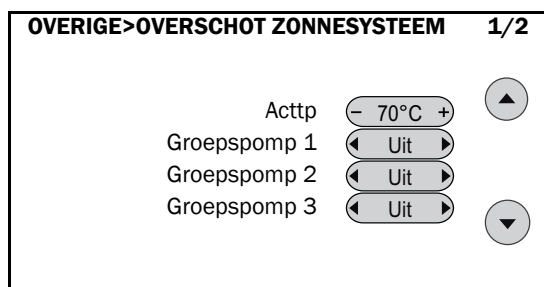 OVERIGE>OVERSCHOT ZONNESYSTEEM 1/2
Acttp - 70°C +
Groepspomp 1 Uit
Groepspomp 2 Uit
Groepspomp 3 Uit